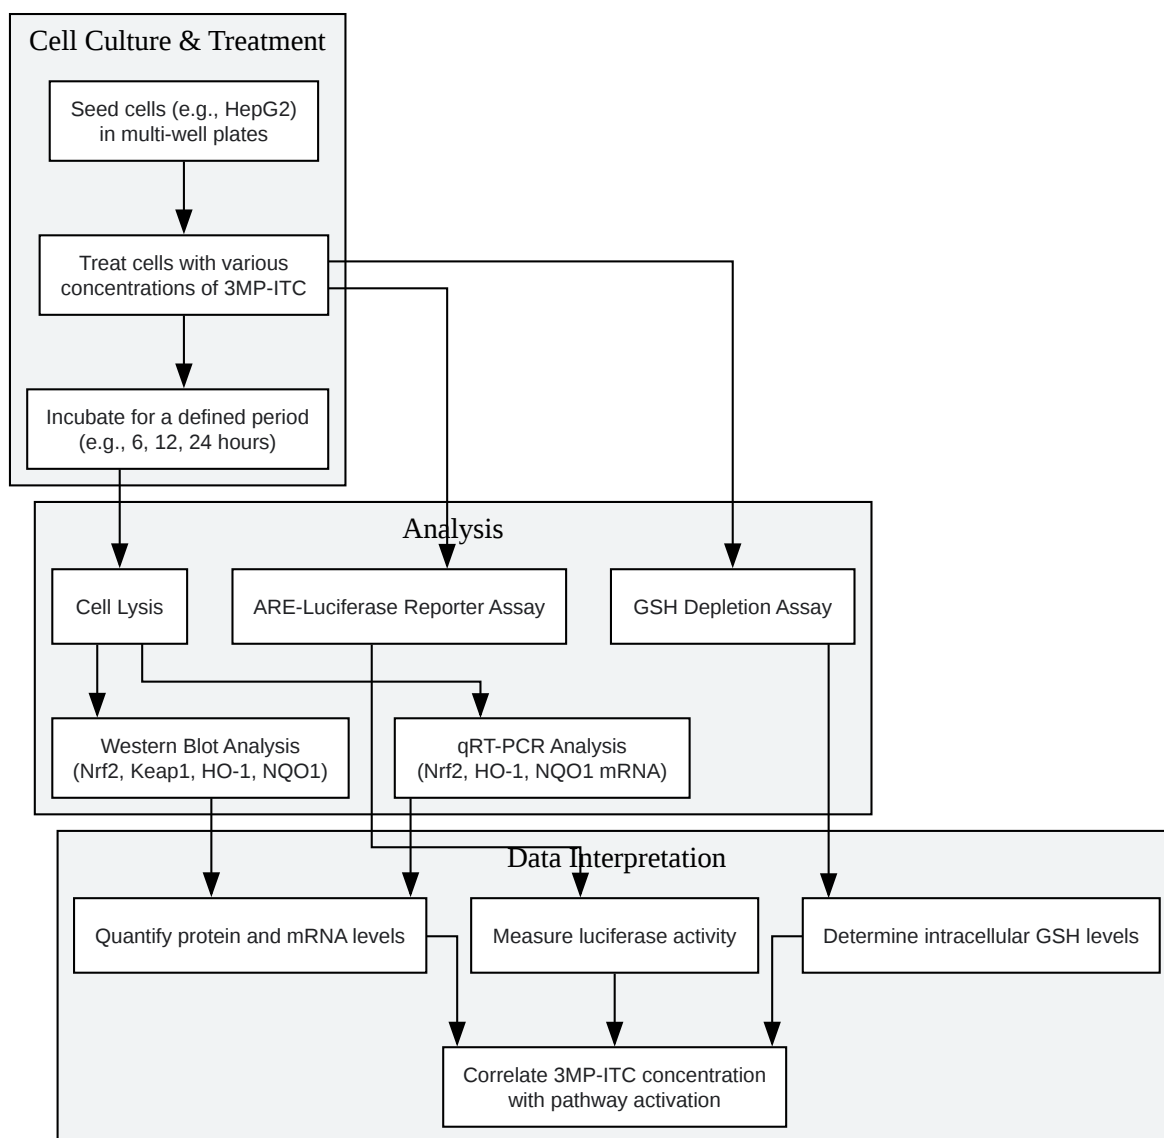 Cell Culture & Treatment
Seed cells (e.g., HepG2)
in multi-well plates
Treat cells with various
concentrations of 3MP-ITC
Incubate for a defined period
(e.g., 6, 12, 24 hours)
Analysis
Cell Lysis
ARE-Luciferase Reporter Assay
GSH Depletion Assay
Western Blot Analysis
(Nrf2, Keap1, HO-1, NQO1)
qRT-PCR Analysis
(Nrf2, HO-1, NQO1 mRNA)
Data Interpretation
Quantify protein and mRNA levels
Measure luciferase activity
Determine intracellular GSH levels
Correlate 3MP-ITC concentration
with pathway activation